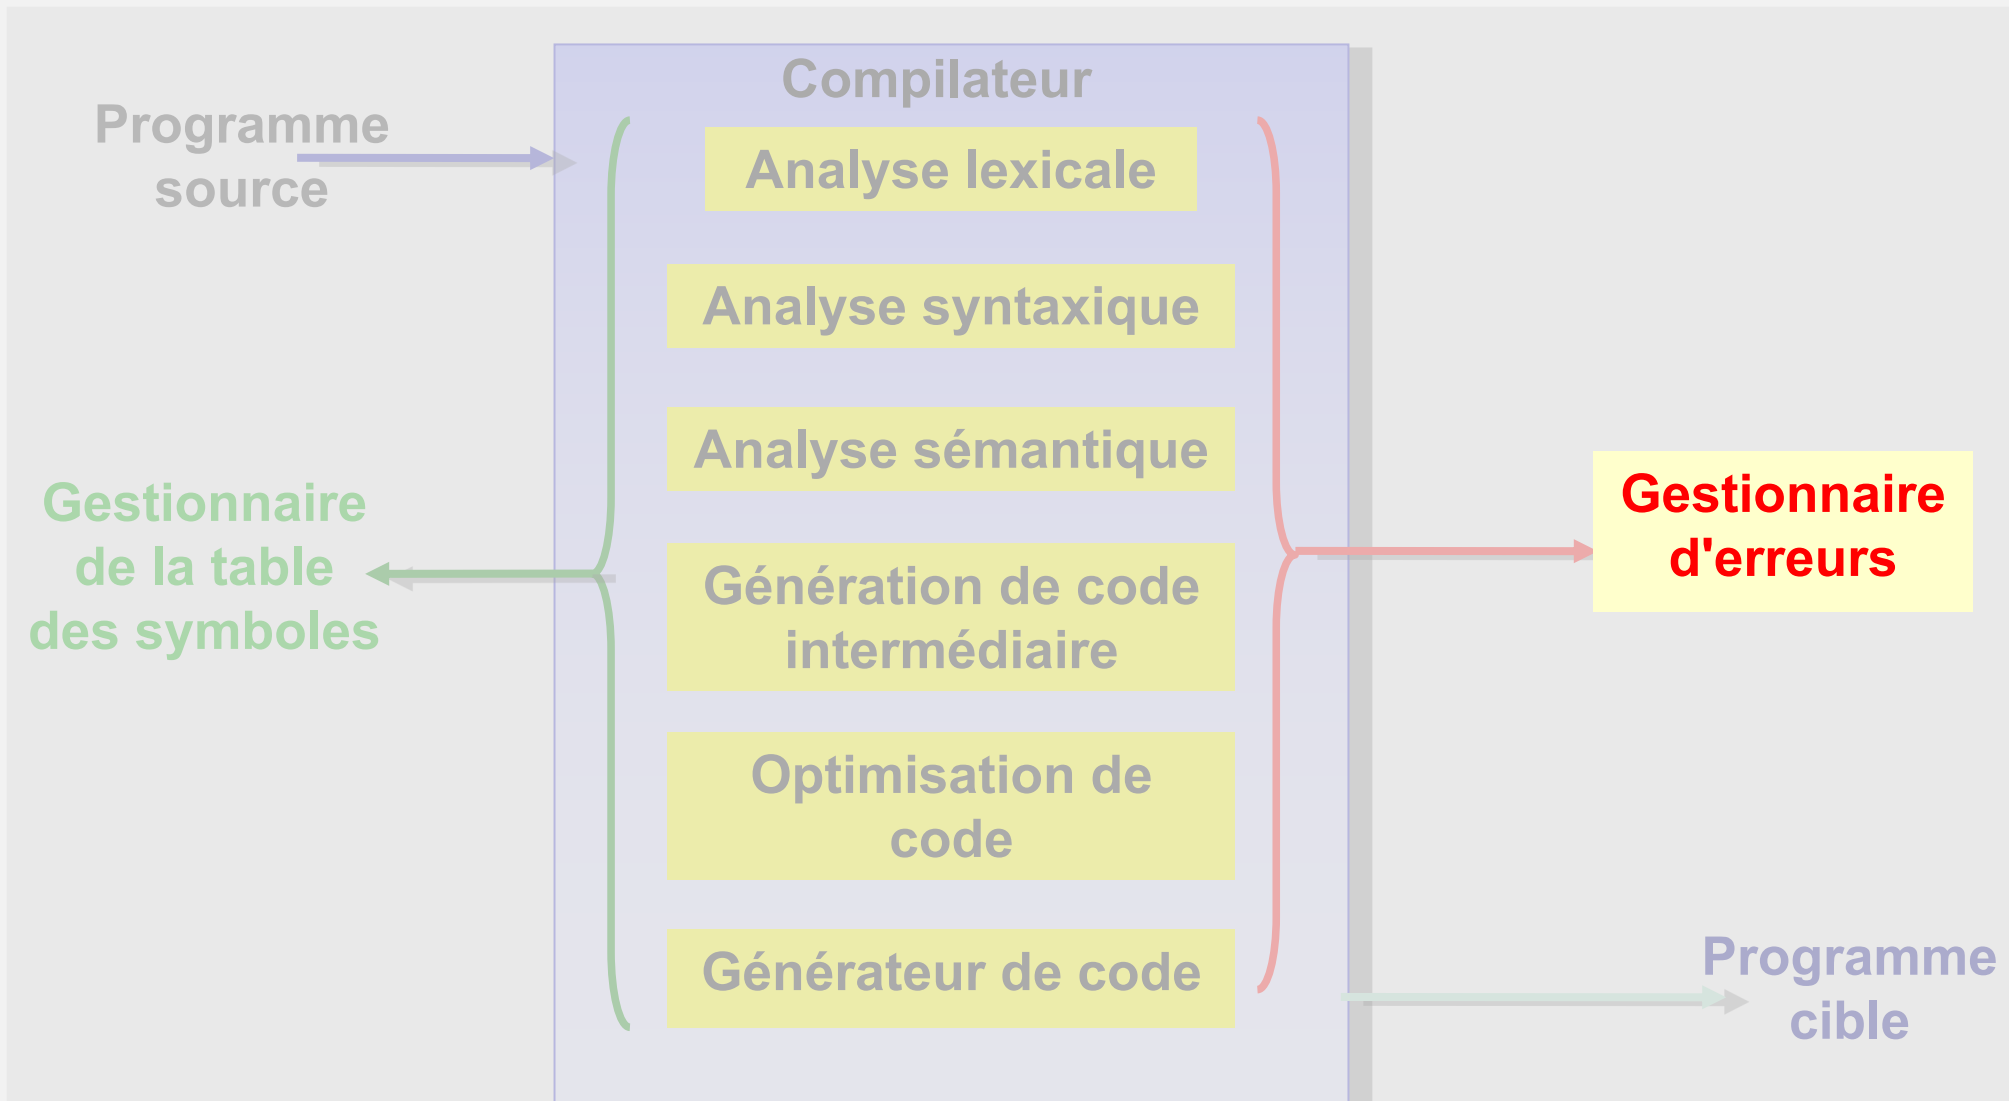 Compilateur
Programme
source
Analyse lexicale
Analyse syntaxique
Analyse sémantique
Gestionnaire
de la table
des symboles
Génération de code
intermédiaire
Gestionnaire
d'erreurs
Optimisation de
code
Générateur de code
Programme
cible